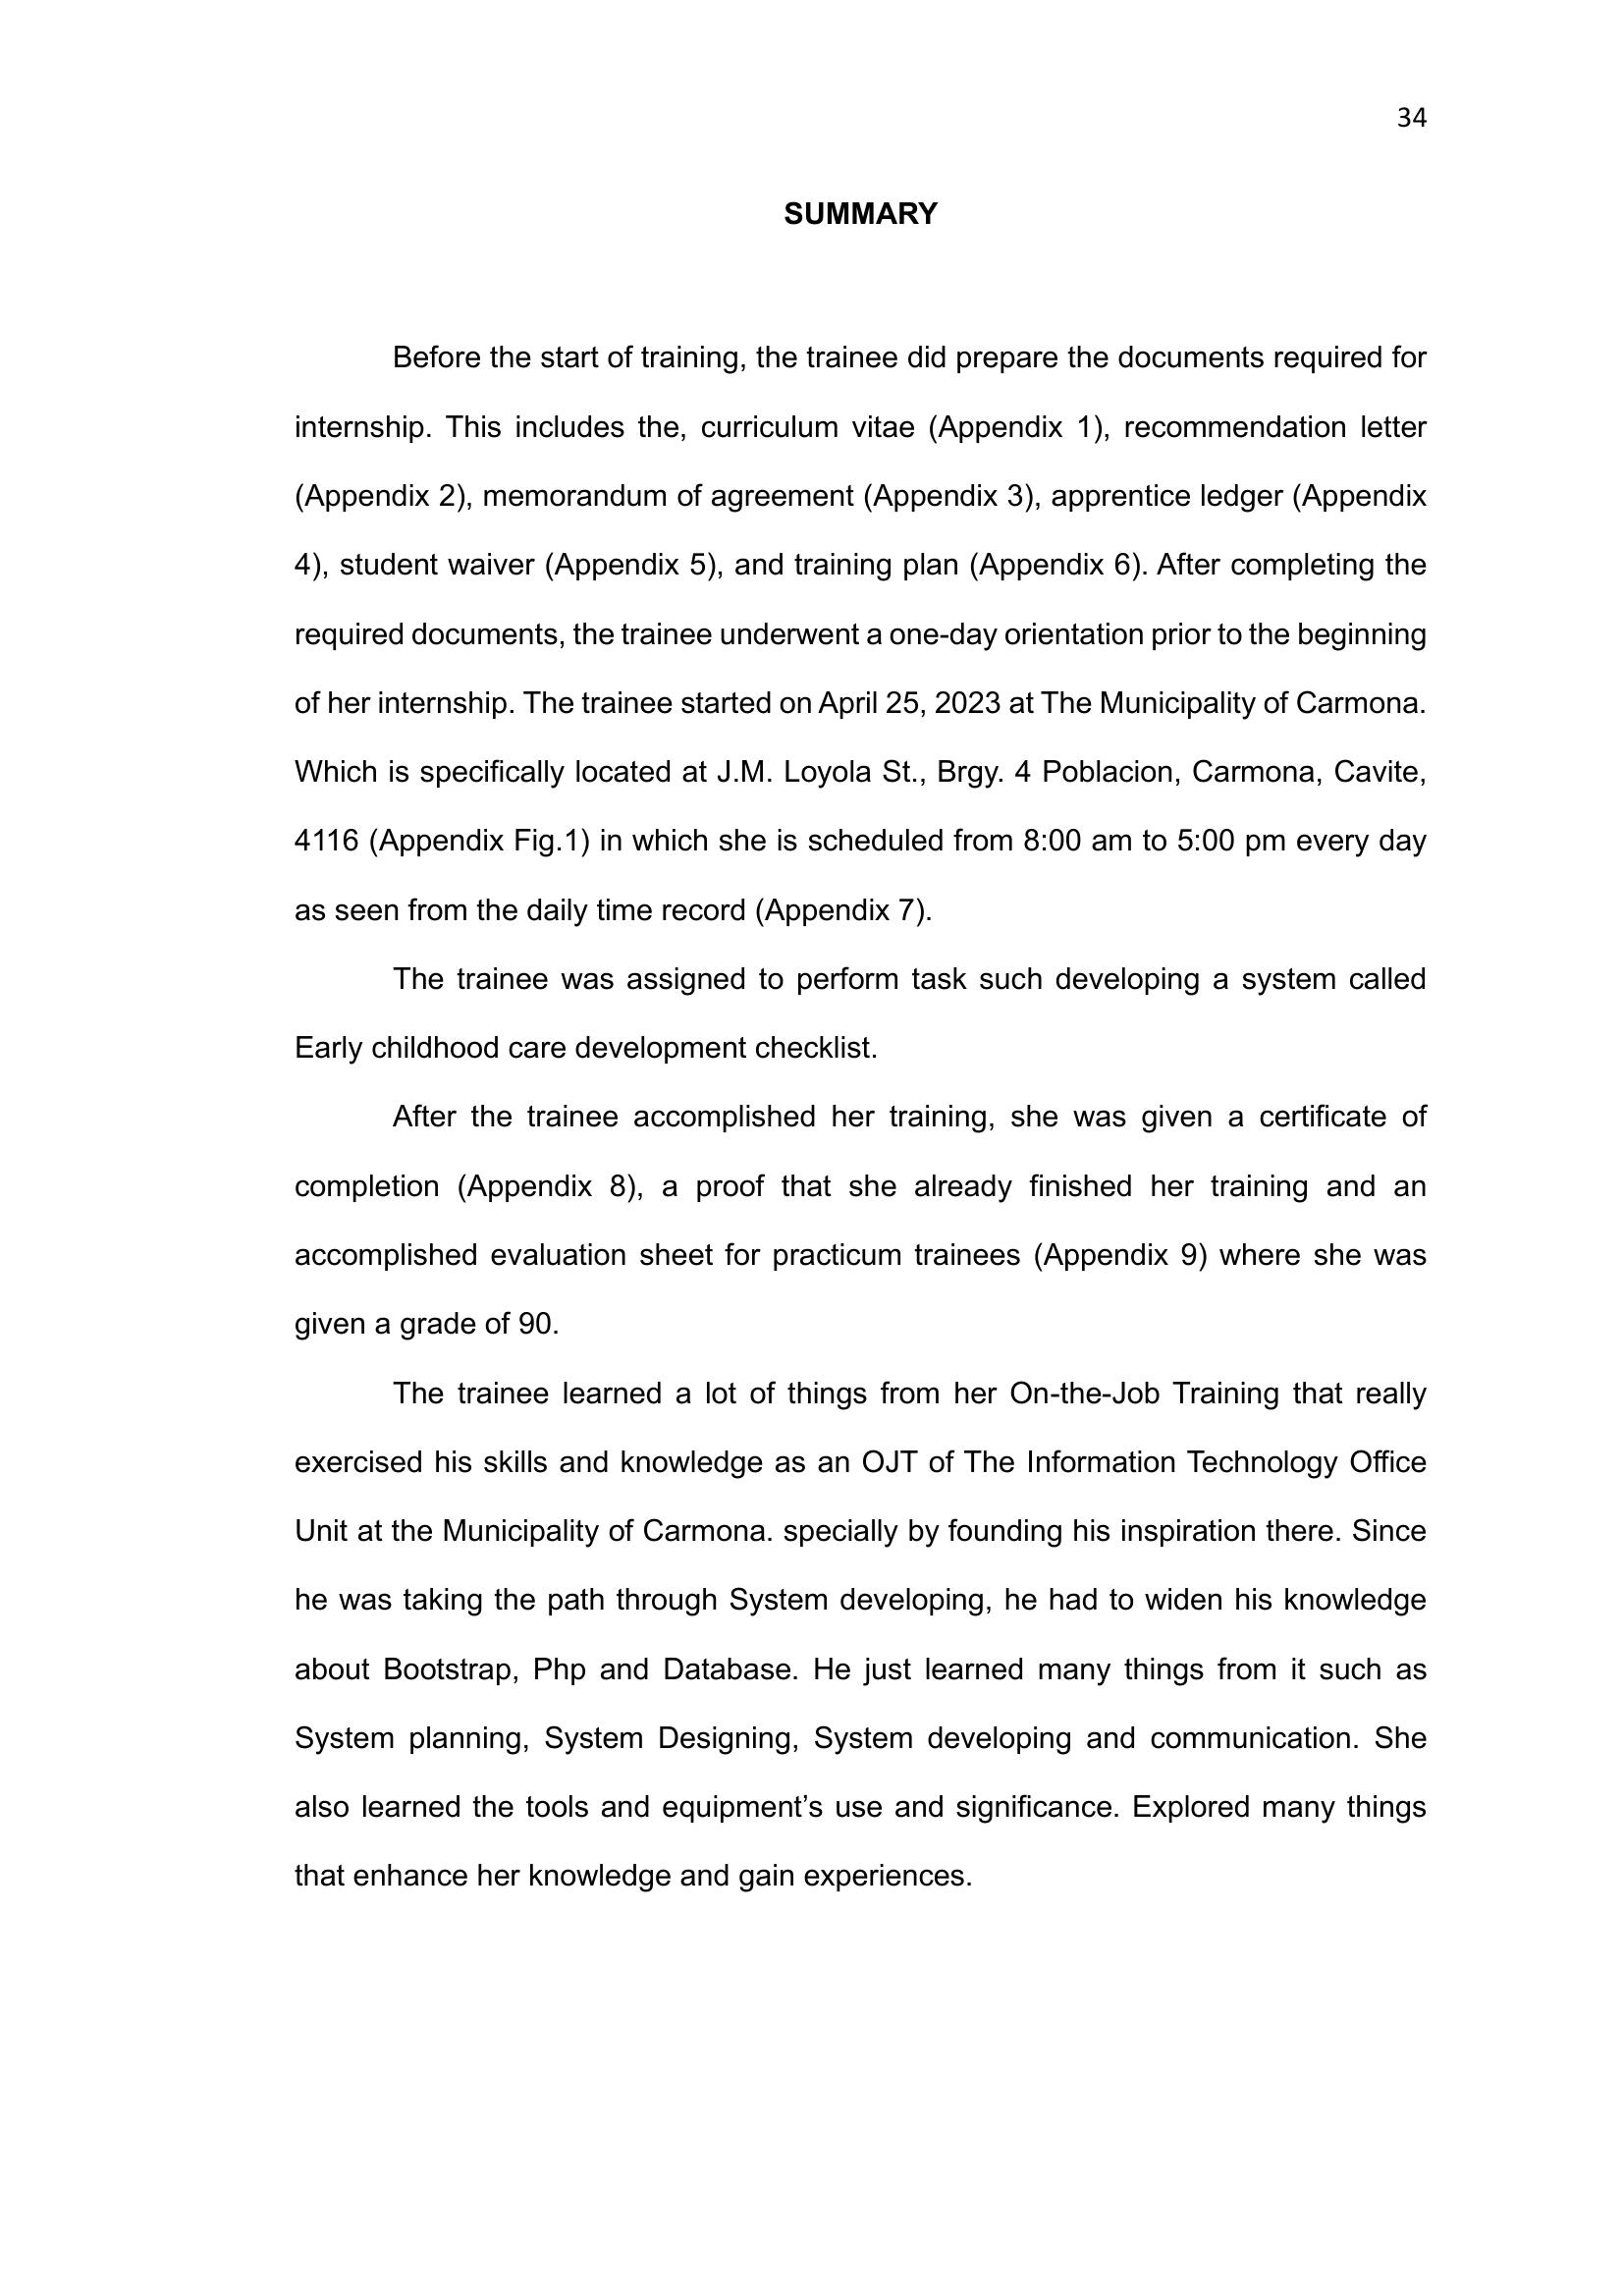 34
SUMMARY
Before the start of training, the trainee did prepare the documents required for
internship. This includes the, curriculum vitae (Appendix 1), recommendation letter
(Appendix 2), memorandum of agreement (Appendix 3), apprentice ledger (Appendix
4), student waiver (Appendix 5), and training plan (Appendix 6). After completing the
required documents, the trainee underwent a one-day orientation prior to the beginning
of her internship. The trainee started on April 25, 2023 at The Municipality of Carmona.
Which is specifically located at J.M. Loyola St., Brgy. 4 Poblacion, Carmona, Cavite,
4116 (Appendix Fig.1) in which she is scheduled from 8:00 am to 5:00 pm every day
as seen from the daily time record (Appendix 7).
The trainee was assigned to perform task such developing a system called
Early childhood care development checklist.
After the trainee accomplished her training, she was given a certificate of
completion (Appendix 8), a proof that she already finished her training and an
accomplished evaluation sheet for practicum trainees (Appendix 9) where she was
given a grade of 90.
The trainee learned a lot of things from her On-the-Job Training that really
exercised his skills and knowledge as an OJT of The Information Technology Office
Unit at the Municipality of Carmona. specially by founding his inspiration there. Since
he was taking the path through System developing, he had to widen his knowledge
about Bootstrap, Php and Database. He just learned many things from it such as
System planning, System Designing, System developing and communication. She
also learned the tools and equipment’s use and significance. Explored many things
that enhance her knowledge and gain experiences.